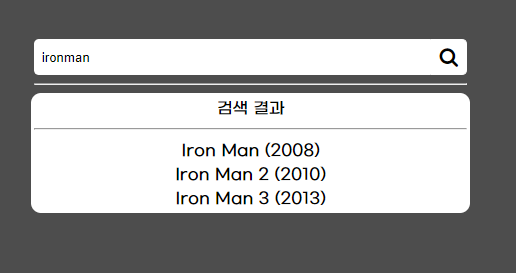 ironman
검색 결과
Iron Man (2008)
Iron Man 2 (2010)
Iron Man 3 (2013)